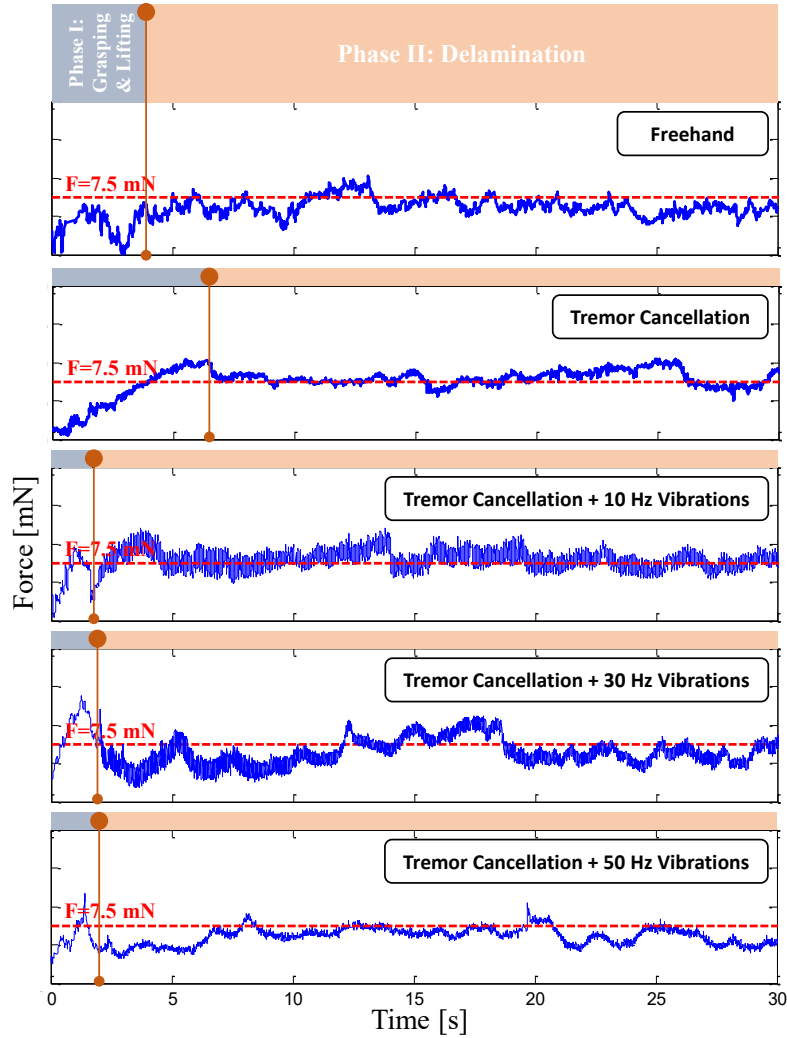 Phase I:
Grasping
& Lifting
Phase II: Delamination
Freehand
F=7.5 mN
Tremor Cancellation
F=7.5 mN
Tremor Cancellation + 10 Hz Vibrations
F=7.5 mN
Force [mN]
Tremor Cancellation + 30 Hz Vibrations
F=7.5 mN
Tremor Cancellation + 50 Hz Vibrations
F=7.5 mN
0 5 10 15 20 25 30
Time [s]